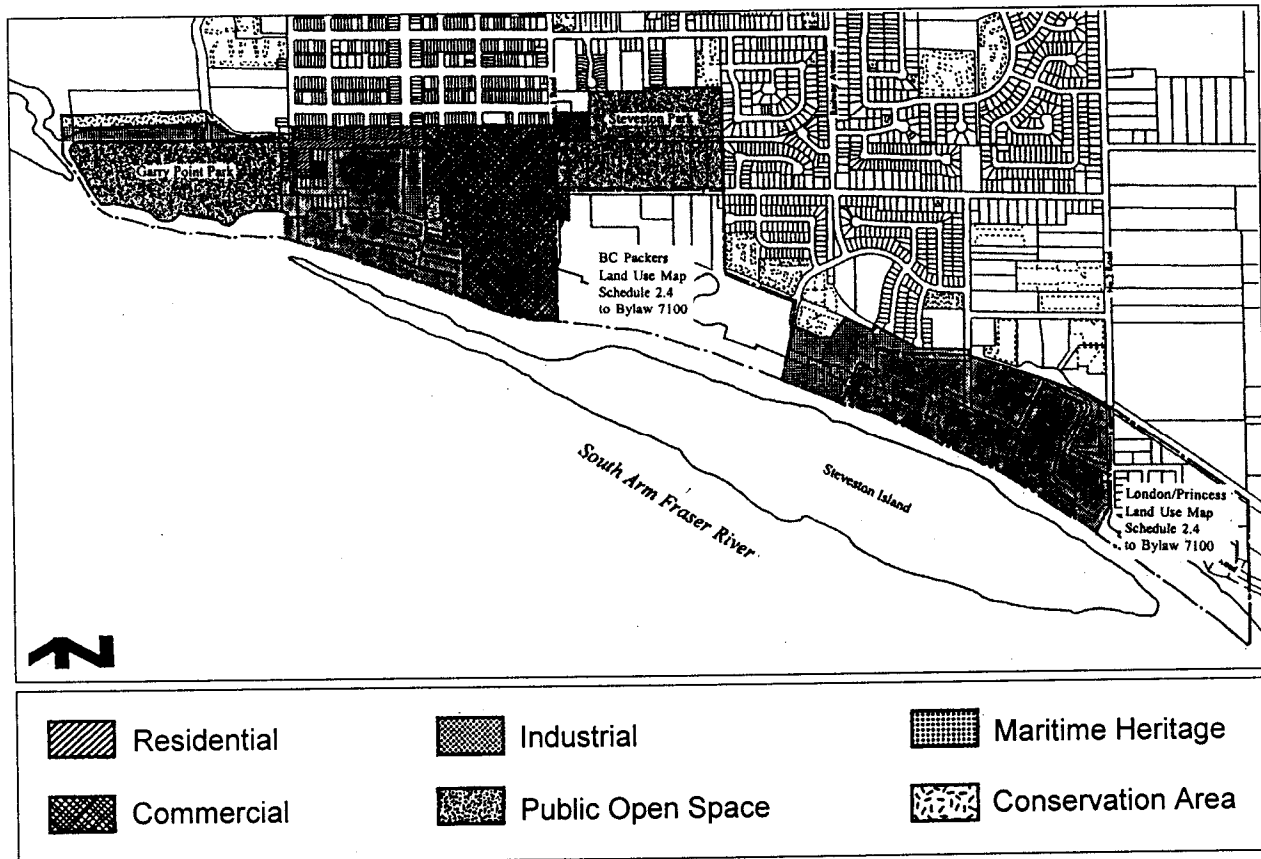 Steveston Park
Garry Point Park
BC Packers
Land Use Map
Schedule 2.4
to Bylaw 7100
South Arm Fraser River
Steveston Island
London/Princess
Land Use Map
Schedule 2.4
to Bylaw 7100
N
Residential
Industrial
Maritime Heritage
Commercial
Public Open Space
Conservation Area